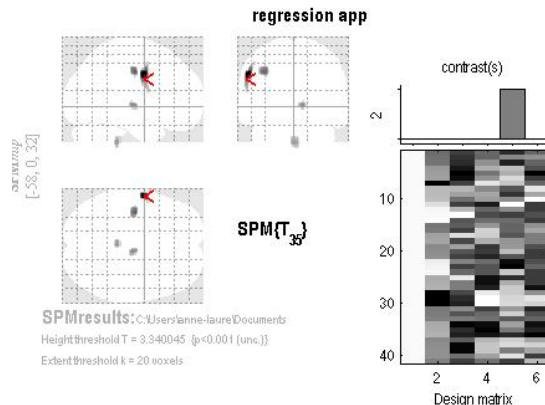 regression app
contrast(s)
2
SPMmip
[-58, 0, 32]
SPM{T35}
10
20
30
40
2 4 6
Design matrix
SPMresults: C:\Users\anne-laure\Documents
Height threshold T = 3.340045 {p<0.001 (unc.)}
Extent threshold k = 20 voxels